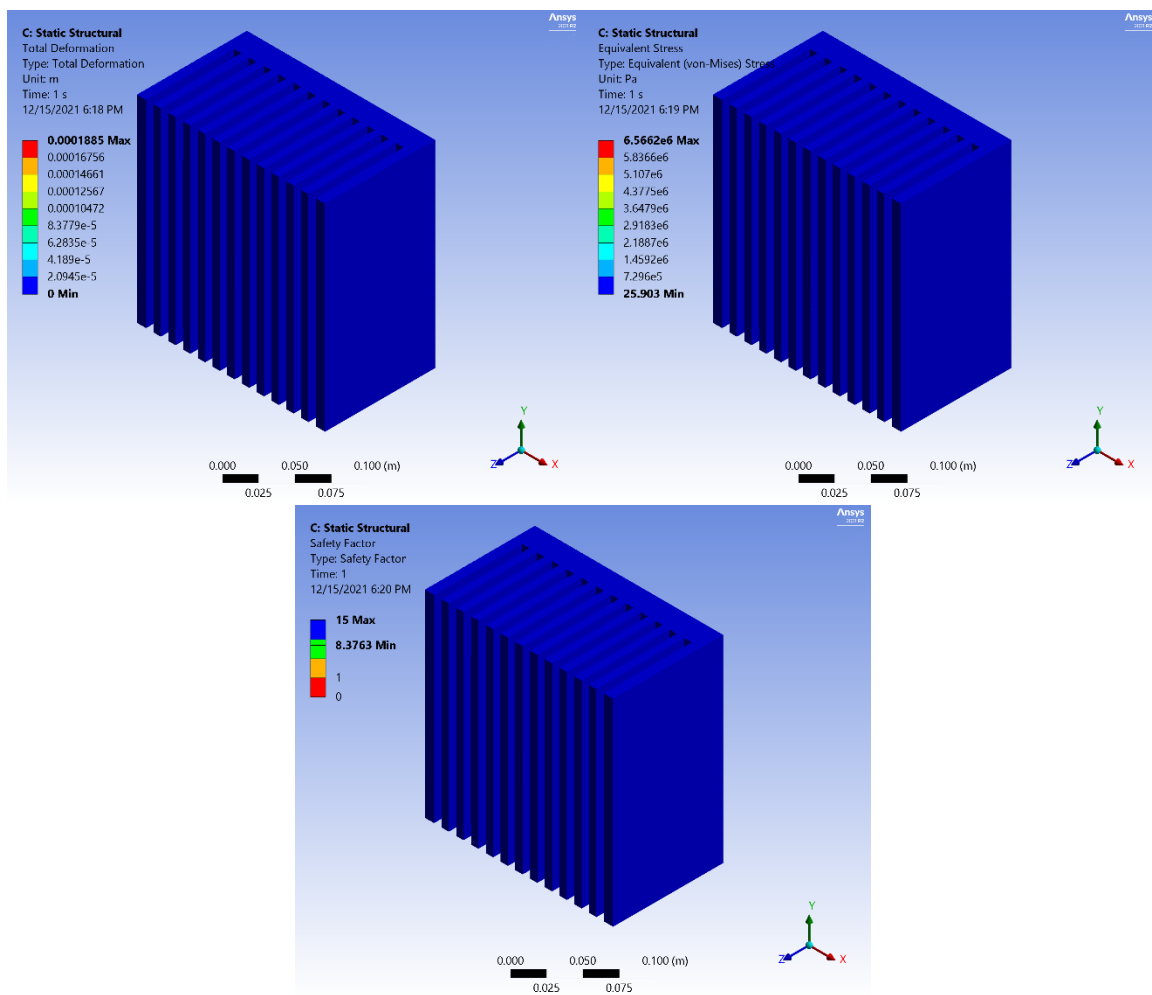 Ansys
2021 R2
C: Static Structural
Total Deformation
Type: Total Deformation
Unit: m
Time: 1 s
12/15/2021 6:18 PM
0.0001885 Max
0.00016756
0.00014661
0.00012567
0.00010472
8.3779e-5
6.2835e-5
4.189e-5
2.0945e-5
0 Min
Y
Z
X
0.000
0.050
0.100 (m)
0.025
0.075
Ansys
2021 R2
C: Static Structural
Equivalent Stress
Type: Equivalent (von-Mises) Stress
Unit: Pa
Time: 1 s
12/15/2021 6:19 PM
6.5662e6 Max
5.8366e6
5.107e6
4.3775e6
3.6479e6
2.9183e6
2.1887e6
1.4592e6
7.296e5
25.903 Min
Y
Z
X
0.000
0.050
0.100 (m)
0.025
0.075
Ansys
2021 R2
C: Static Structural
Safety Factor
Type: Safety Factor
Time: 1
12/15/2021 6:20 PM
15 Max
8.3763 Min
1
0
Y
Z
X
0.000
0.050
0.100 (m)
0.025
0.075